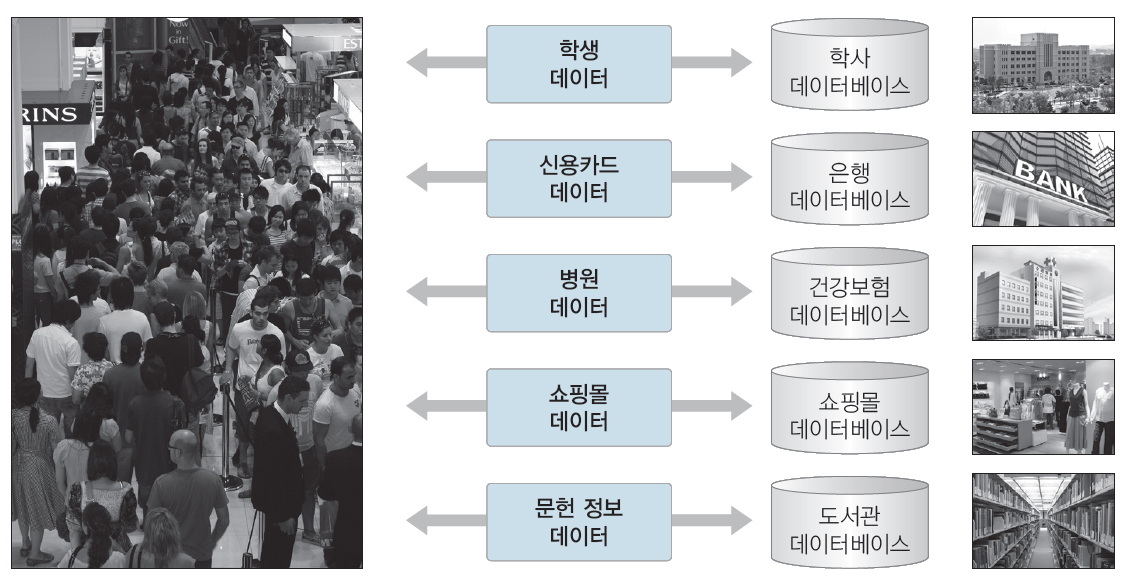 Now
in
Gift!
EST
RINS
학생
데이터
학사
데이터베이스
신용카드
데이터
은행
데이터베이스
BANK
병원
데이터
건강보험
데이터베이스
쇼핑몰
데이터
쇼핑몰
데이터베이스
문헌 정보
데이터
도서관
데이터베이스